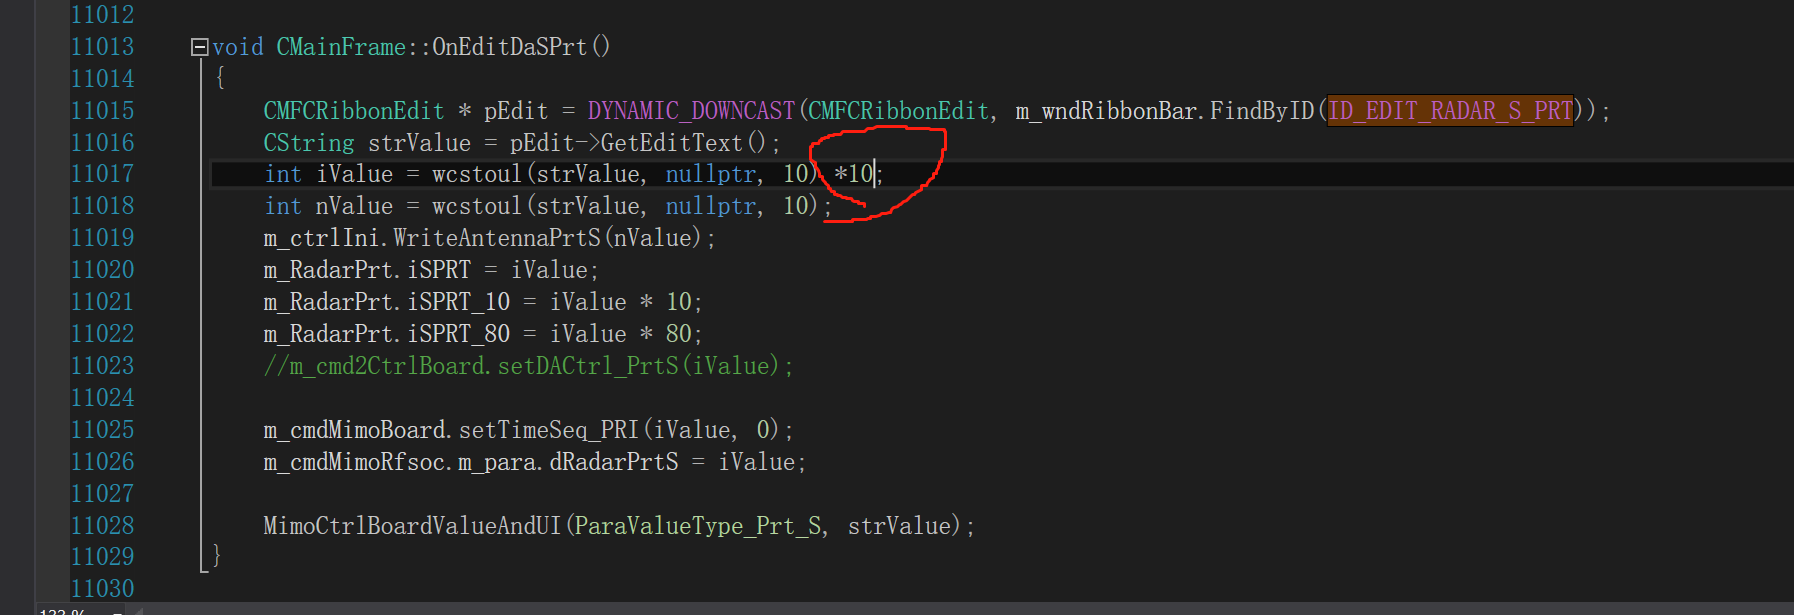 11012
11013 void CMainFrame::OnEditDaSPrt()
11014 {
11015 CMFCRibbonEdit * pEdit = DYNAMIC_DOWNCAST(CMFCRibbonEdit, m_wndRibbonBar.FindByID(ID_EDIT_RADAR_S_PRT));
11016 CString strValue = pEdit->GetEditText();
11017 int iValue = wcstoul(strValue, nullptr, 10) *10;
11018 int nValue = wcstoul(strValue, nullptr, 10);
11019 m_ctrlIni.WriteAntennaPrtS(nValue);
11020 m_RadarPrt.iSPRT = iValue;
11021 m_RadarPrt.iSPRT_10 = iValue * 10;
11022 m_RadarPrt.iSPRT_80 = iValue * 80;
11023 //m_cmd2CtrlBoard.setDACtrl_PrtS(iValue);
11024
11025 m_cmdMimoBoard.setTimeSeq_PRI(iValue, 0);
11026 m_cmdMimoRfsoc.m_para.dRadarPrtS = iValue;
11027
11028 MimoCtrlBoardValueAndUI(ParaValueType_Prt_S, strValue);
11029 }
11030